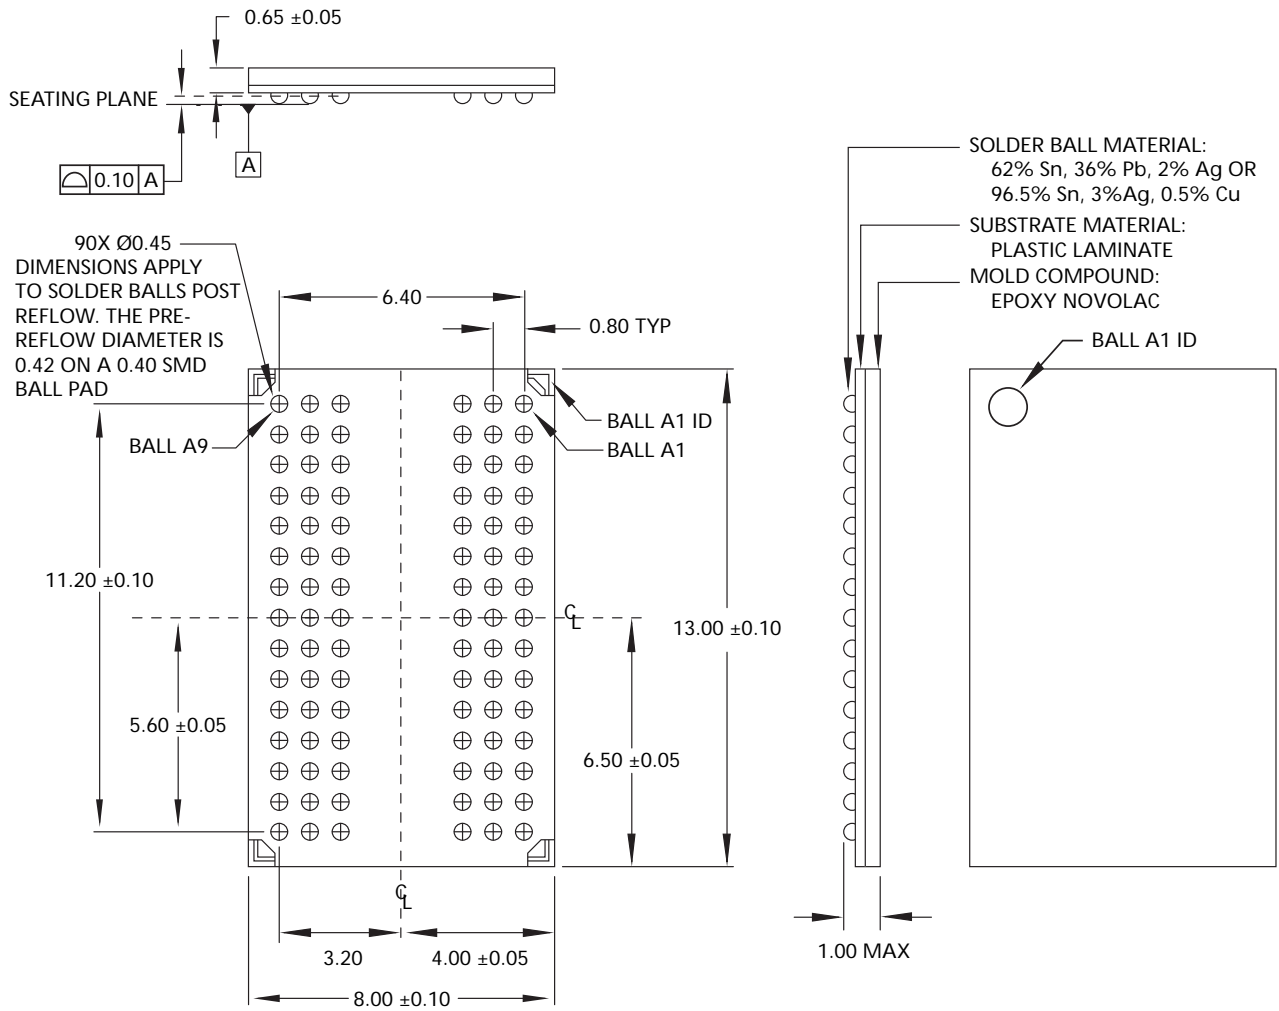 0.65 ±0.05
SEATING PLANE
A
0.10 A
SOLDER BALL MATERIAL:
62% Sn, 36% Pb, 2% Ag OR
96.5% Sn, 3%Ag, 0.5% Cu
SUBSTRATE MATERIAL:
PLASTIC LAMINATE
MOLD COMPOUND:
EPOXY NOVOLAC
90X Ø0.45
DIMENSIONS APPLY
TO SOLDER BALLS POST
REFLOW. THE PRE-
REFLOW DIAMETER IS
0.42 ON A 0.40 SMD
BALL PAD
6.40
0.80 TYP
BALL A1 ID
BALL A1 ID
BALL A9
BALL A1
11.20 ±0.10
CL
13.00 ±0.10
5.60 ±0.05
6.50 ±0.05
CL
3.20
4.00 ±0.05
1.00 MAX
8.00 ±0.10